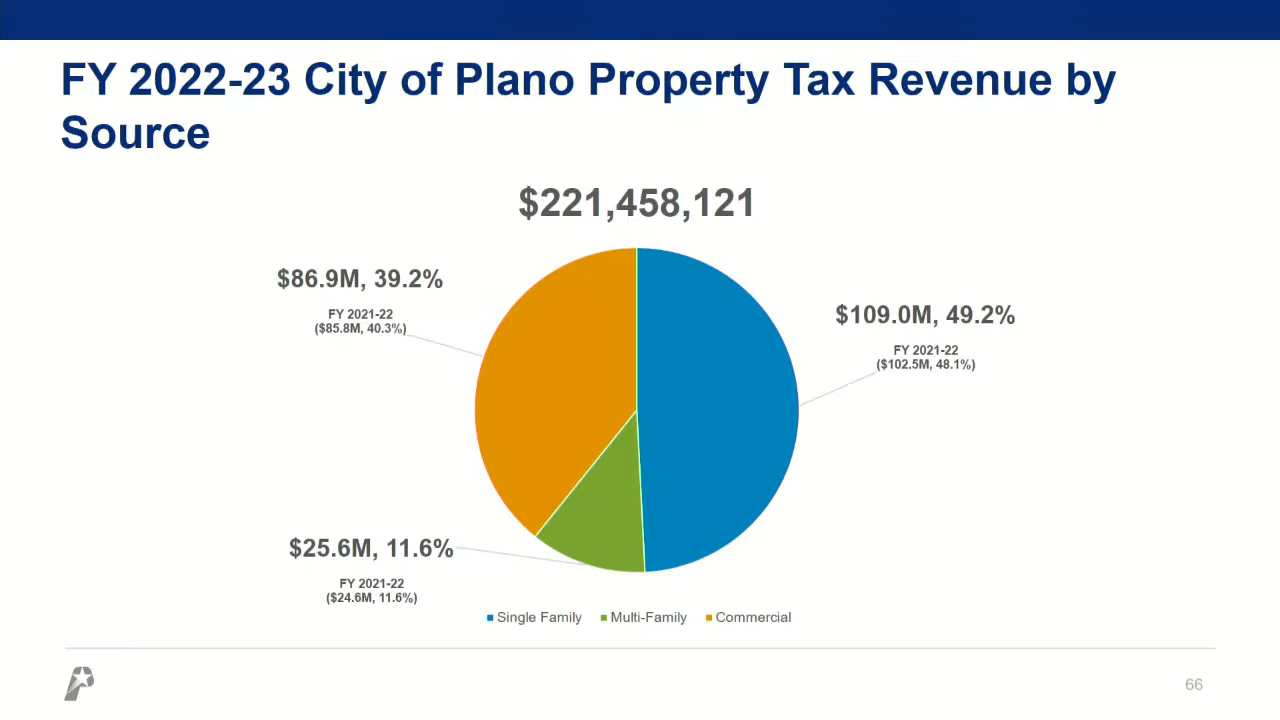 FY 2022-23 City of Plano Property Tax Revenue by
Source
$221,458,121
$86.9M, 39.2%
FY 2021-22
($85.8M, 40.3%)
$109.0M, 49.2%
FY 2021-22
($102.5M, 48.1%)
$25.6M, 11.6%
FY 2021-22
($24.6M, 11.6%)
Single Family Multi-Family Commercial
66